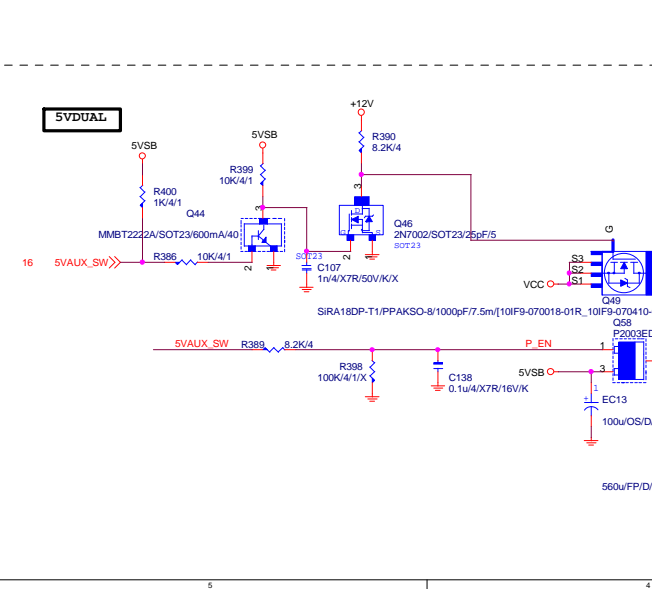 5VDUAL
+12V
5VSB
5VSB
R390
8.2K/4
R399
10K/4/1
R400
1K/4/1
3
3
Q44
D
Q46
MMBT2222A/SOT23/600mA/40
2N7002/SOT23/25pF/5
G
S
SOT23
SOT23
G
16
5VAUX_SW
R386
10K/4/1
2
1
2
1
C107
1n/4/X7R/50V/K/X
S3
S2
S1
VCC
Q49
SiRA18DP-T1/PPAKSO-8/1000pF/7.5m/[10IF9-070018-01R_10IF9-070410-
Q58
P2003ED
5VAUX_SW
R389
8.2K/4
P_EN
1
R398
100K/4/1/X
C138
0.1u/4/X7R/16V/K
5VSB
3
1
+
EC13
100u/OS/D/
560u/FP/D/
5
4